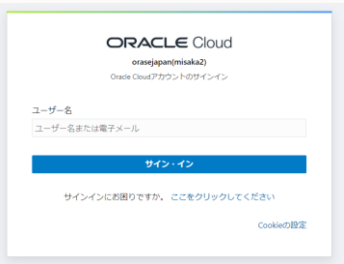 ORACLE Cloud
orasejapan(misaka2)
Oracle Cloudアカウントのサインイン
ユーザー名
ユーザー名または電子メール
サイン・イン
サインインにお困りですか。 ここをクリックしてください
Cookieの設定